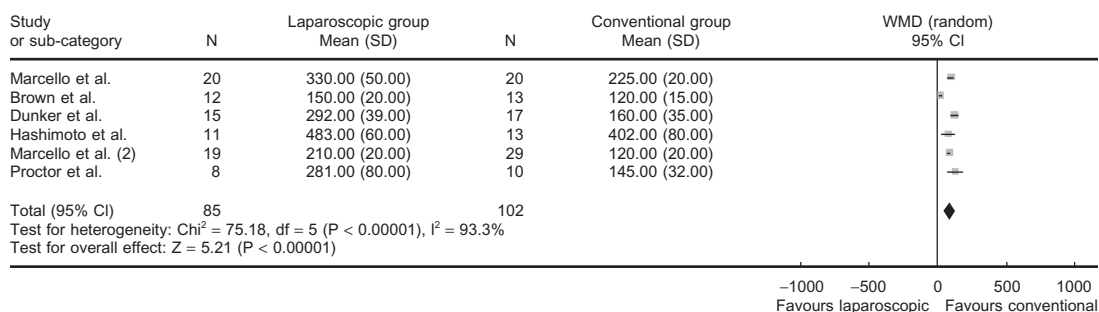 Study Laparoscopic group Conventional group WMD (random)
or sub-category N Mean (SD) N Mean (SD) 95% CI
Marcello et al. 20 330.00 (50.00) 20 225.00 (20.00)
Brown et al. 12 150.00 (20.00) 13 120.00 (15.00)
Dunker et al. 15 292.00 (39.00) 17 160.00 (35.00)
Hashimoto et al. 11 483.00 (60.00) 13 402.00 (80.00)
Marcello et al. (2) 19 210.00 (20.00) 29 120.00 (20.00)
Proctor et al. 8 281.00 (80.00) 10 145.00 (32.00)
Total (95% CI) 85 102
Test for heterogeneity: Chi² = 75.18, df = 5 (P < 0.00001), I² = 93.3%
Test for overall effect: Z = 5.21 (P < 0.00001)
−1000 −500 0 500 1000
Favours laparoscopic Favours conventional